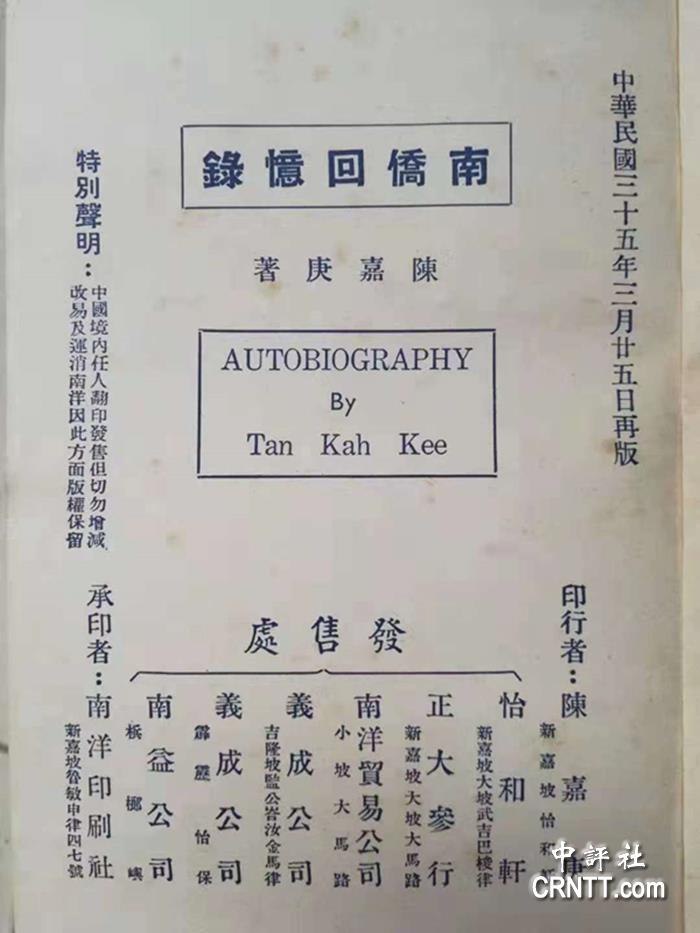 中華民國三十五年三月廿五日再版
南僑回憶錄
陳嘉庚著
AUTOBIOGRAPHY
By
Tan Kah Kee
特別聲明：
中國境內任人翻印發售但切勿增減
改易及運消南洋因此方面版權保留
印行者：陳嘉庚
新嘉坡怡和
發售處
怡和軒
新嘉坡大坡武吉巴梭律
正大參行
新嘉坡大坡大馬路
南洋貿易公司
小坡大馬路
義成公司
吉隆坡監公峇汝金馬律
義成公司
霹靂怡保
南益公司
梹榔嶼
承印者：南洋印刷社
新嘉坡敏申律四七號
中評社
CRNTT.com